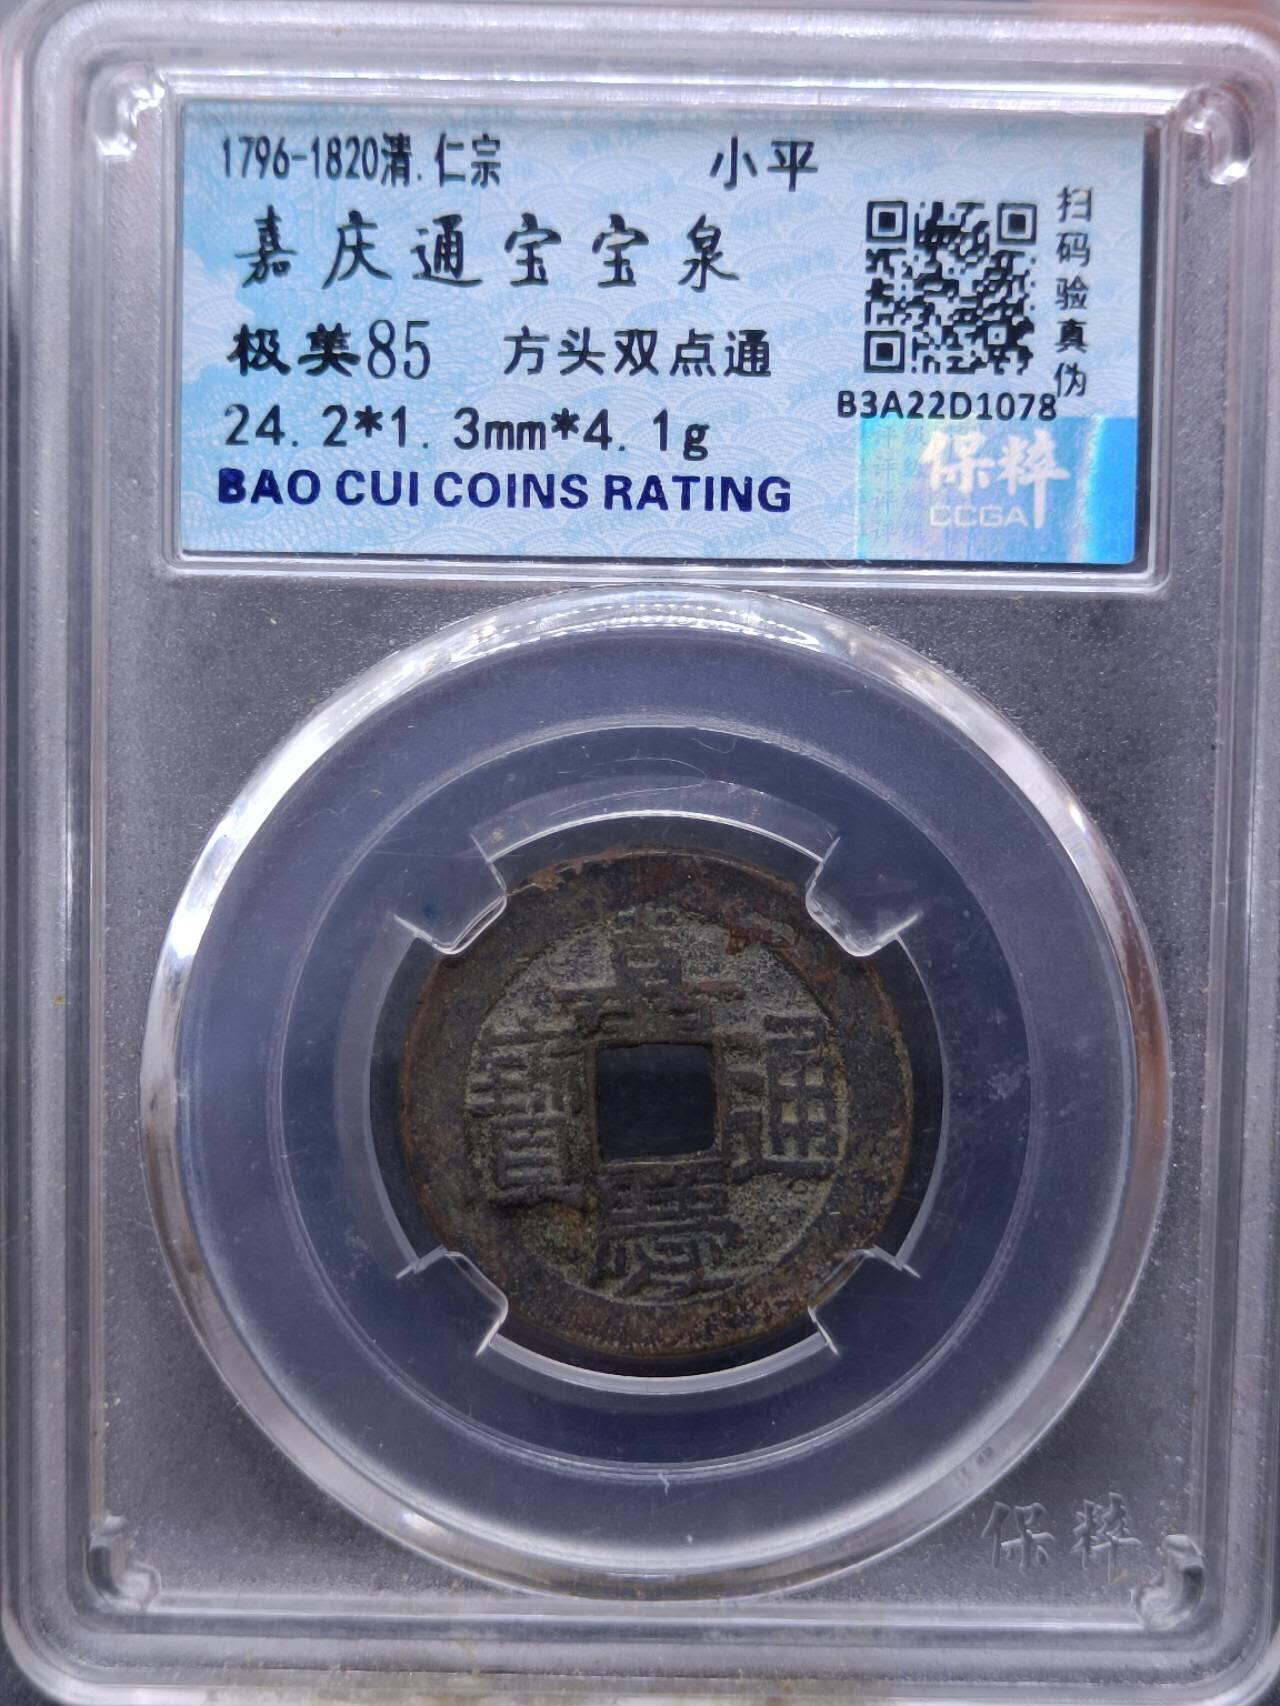 1796-1820清.仁宗 小平
嘉庆通宝宝泉
极美85 方头双点通
24.2*1.3mm*4.1g
BAO CUI COINS RATING
扫码验真伪
B3A22D1078
保粹
CCGA
嘉
通
寶
慶
保粹